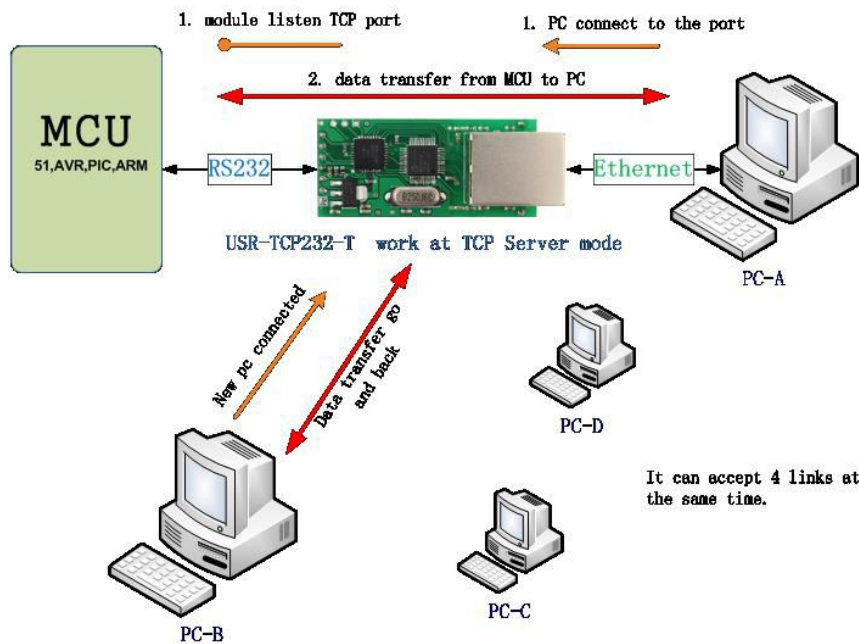 1. module listen TCP port
1. PC connect to the port
2. data transfer from MCU to PC
MCU
51,AVR,PIC,ARM
RS232
Ethernet
USR-TCP232-T work at TCP Server mode
PC-A
New pc connected
Data transfer go
and back
PC-D
It can accept 4 links at
the same time.
PC-B
PC-C